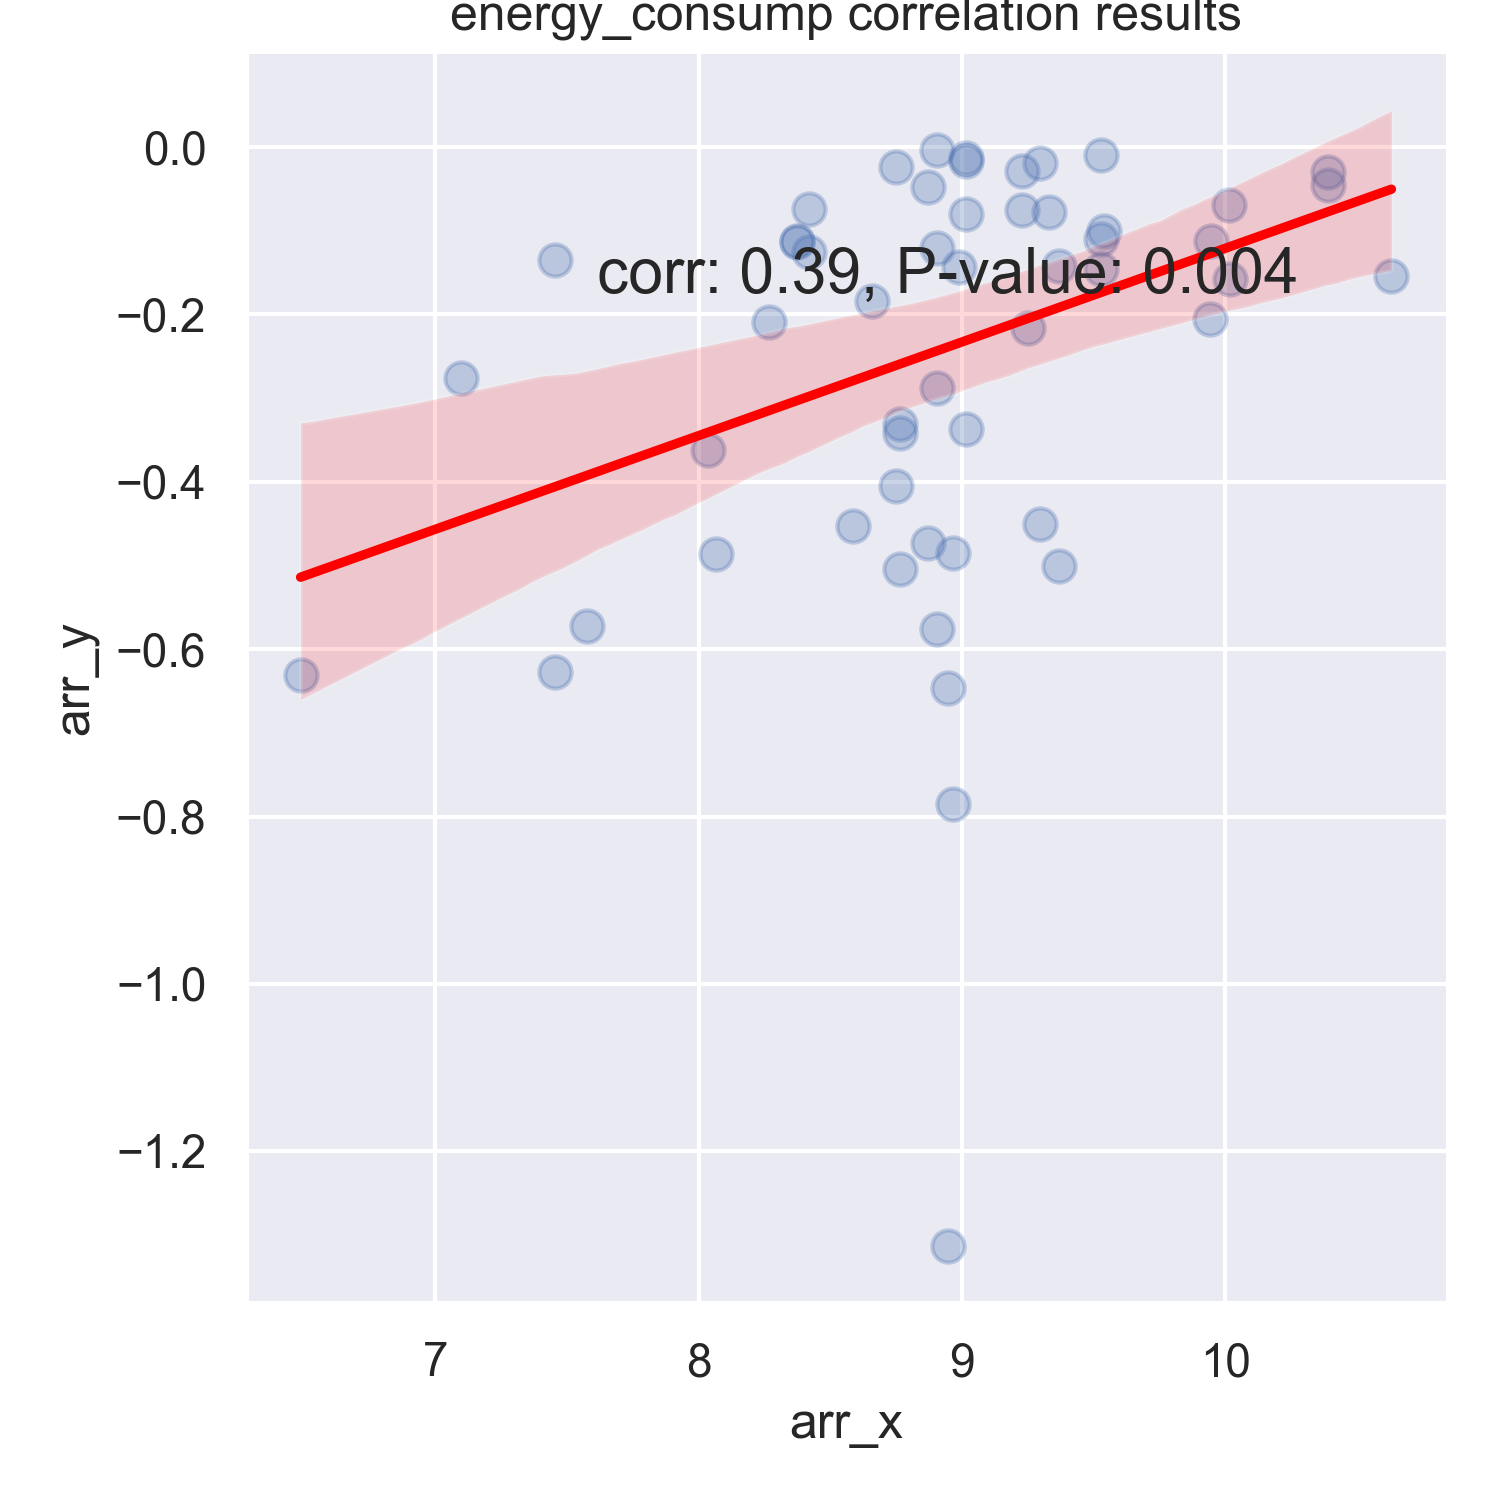 energy_consump correlation results
corr: 0.39, P-value: 0.004
0.0
−0.2
−0.4
−0.6
−0.8
−1.0
−1.2
arr_y
7 8 9 10
arr_x